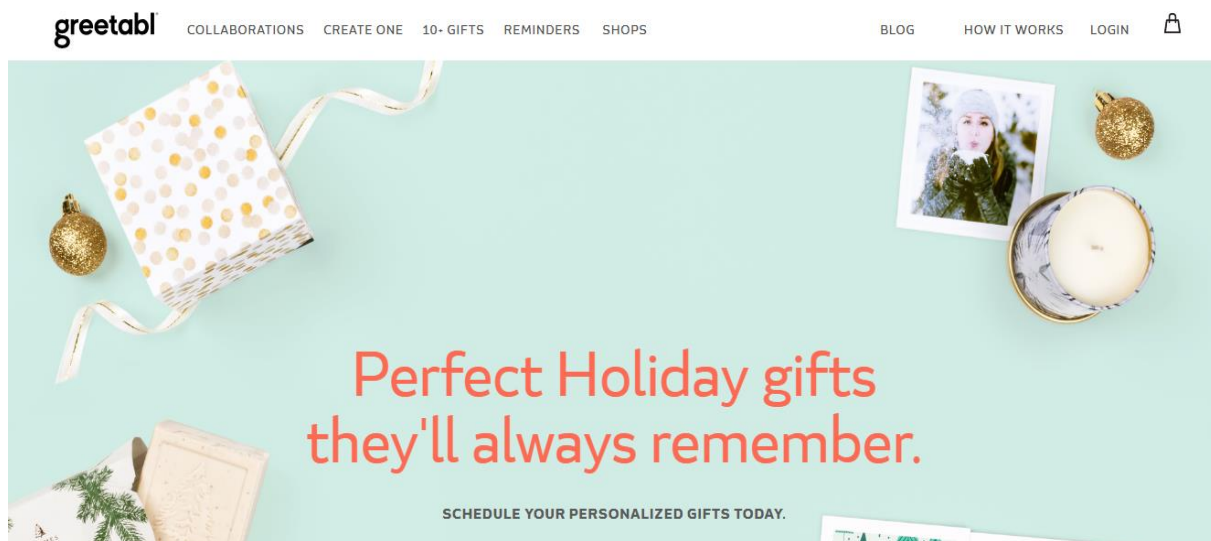 greetabl
COLLABORATIONS CREATE ONE 10+ GIFTS REMINDERS SHOPS BLOG HOW IT WORKS LOGIN
Perfect Holiday gifts
they'll always remember.
SCHEDULE YOUR PERSONALIZED GIFTS TODAY.